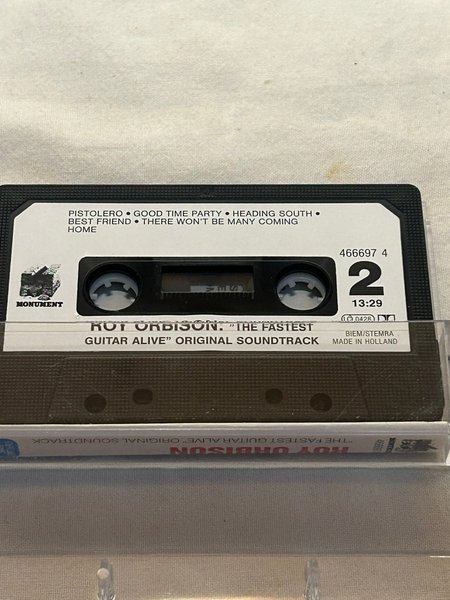 PISTOLERO • GOOD TIME PARTY • HEADING SOUTH •
BEST FRIEND • THERE WON'T BE MANY COMING
HOME
466697 4
2
13:29
MONUMENT
ROY ORBISON: "THE FASTEST
GUITAR ALIVE" ORIGINAL SOUNDTRACK
LC 0428
BIEM/STEMRA
MADE IN HOLLAND
"THE FASTEST GUITAR ALIVE" ORIGINAL SOUNDTRACK
ROY ORBISON